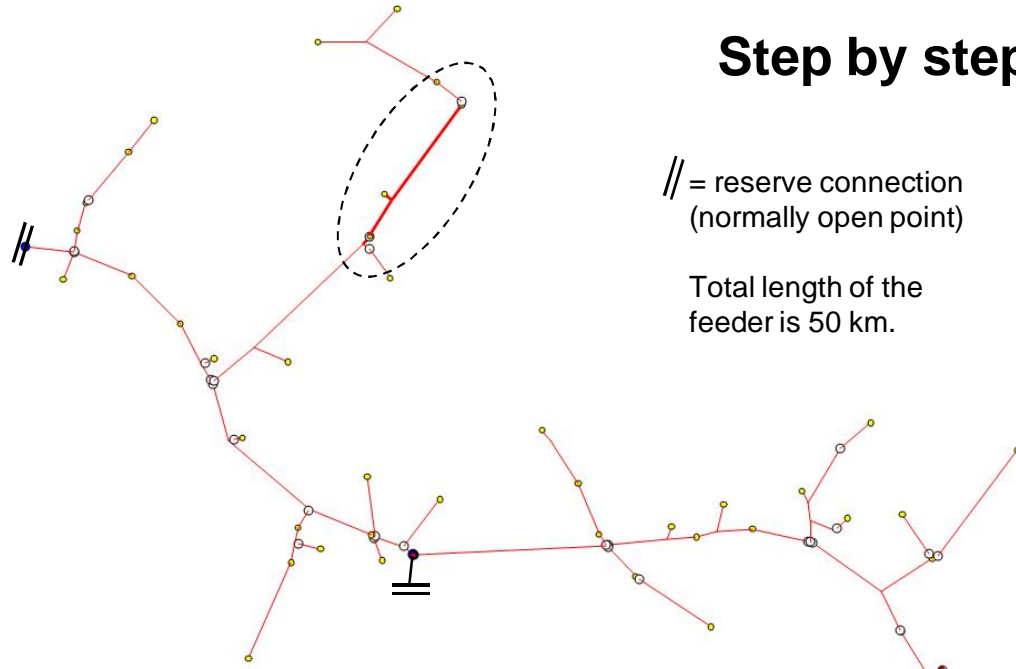 Step by step
= reserve connection
(normally open point)
Total length of the
feeder is 50 km.